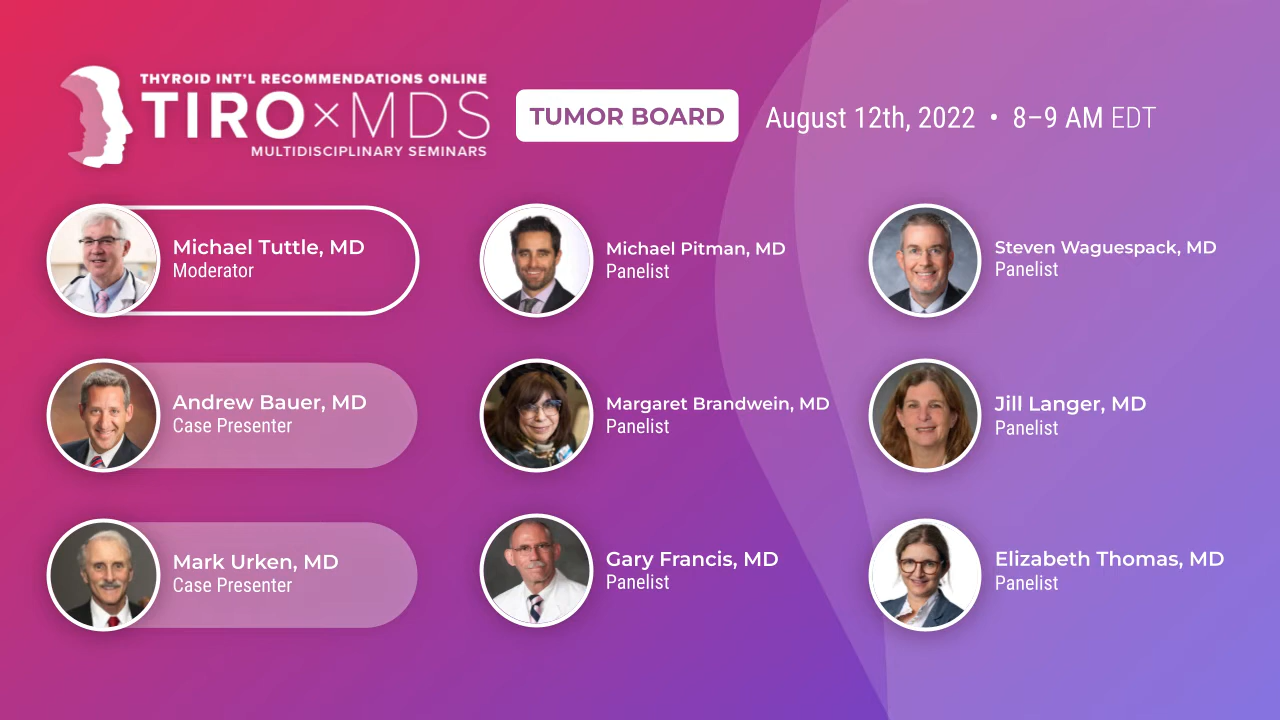 THYROID INT'L RECOMMENDATIONS ONLINE
TIRO×MDS
MULTIDISCIPLINARY SEMINARS
TUMOR BOARD
August 12th, 2022 • 8–9 AM EDT
Michael Tuttle, MD
Moderator
Michael Pitman, MD
Panelist
Steven Waguespack, MD
Panelist
Andrew Bauer, MD
Case Presenter
Margaret Brandwein, MD
Panelist
Jill Langer, MD
Panelist
Mark Urken, MD
Case Presenter
Gary Francis, MD
Panelist
Elizabeth Thomas, MD
Panelist